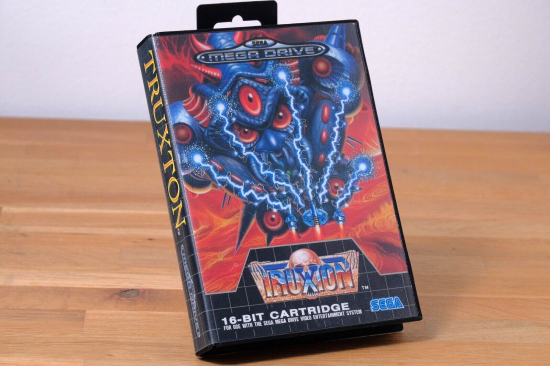 TRUXTON
SEGA
MEGA DRIVE
TRUXTON
TM
16-BIT CARTRIDGE
FOR USE WITH THE SEGA MEGA DRIVE VIDEO ENTERTAINMENT SYSTEM
SEGA